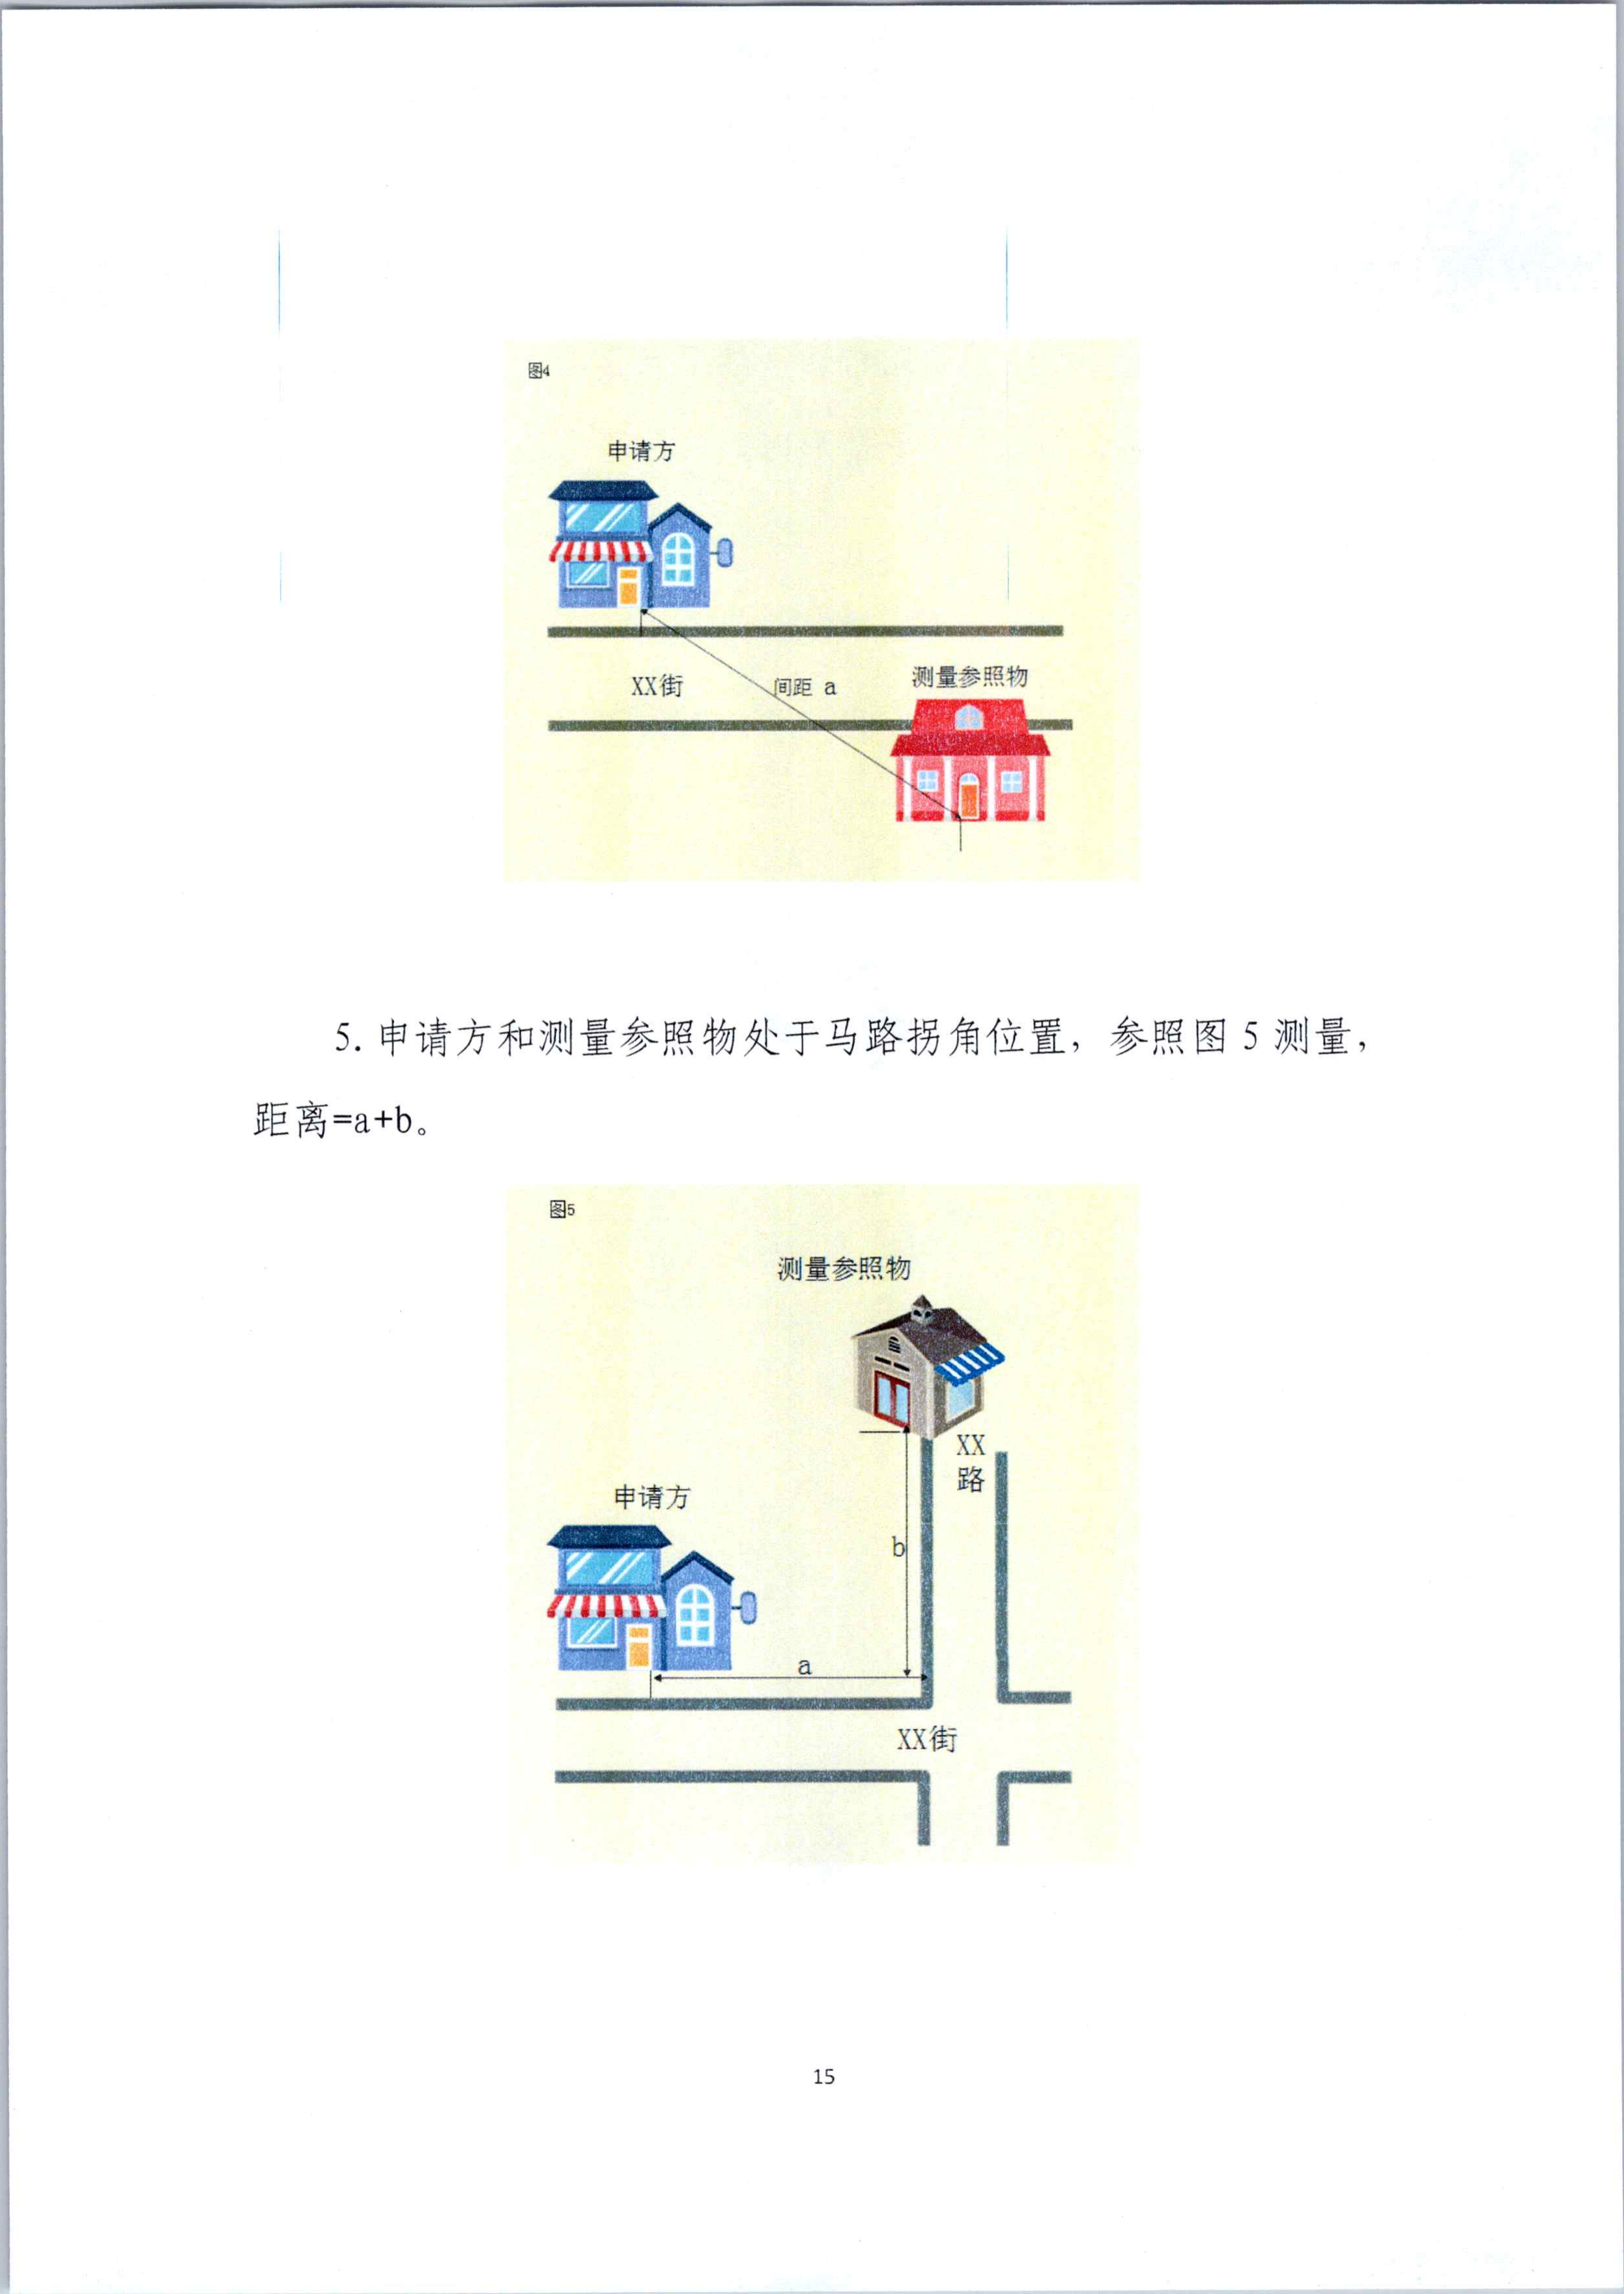 图4
申请方
XX街
间距 a
测量参照物
5. 申请方和测量参照物处于马路拐角位置，参照图 5 测量，
距离=a+b。
图5
测量参照物
XX
路
申请方
b
a
XX街
15